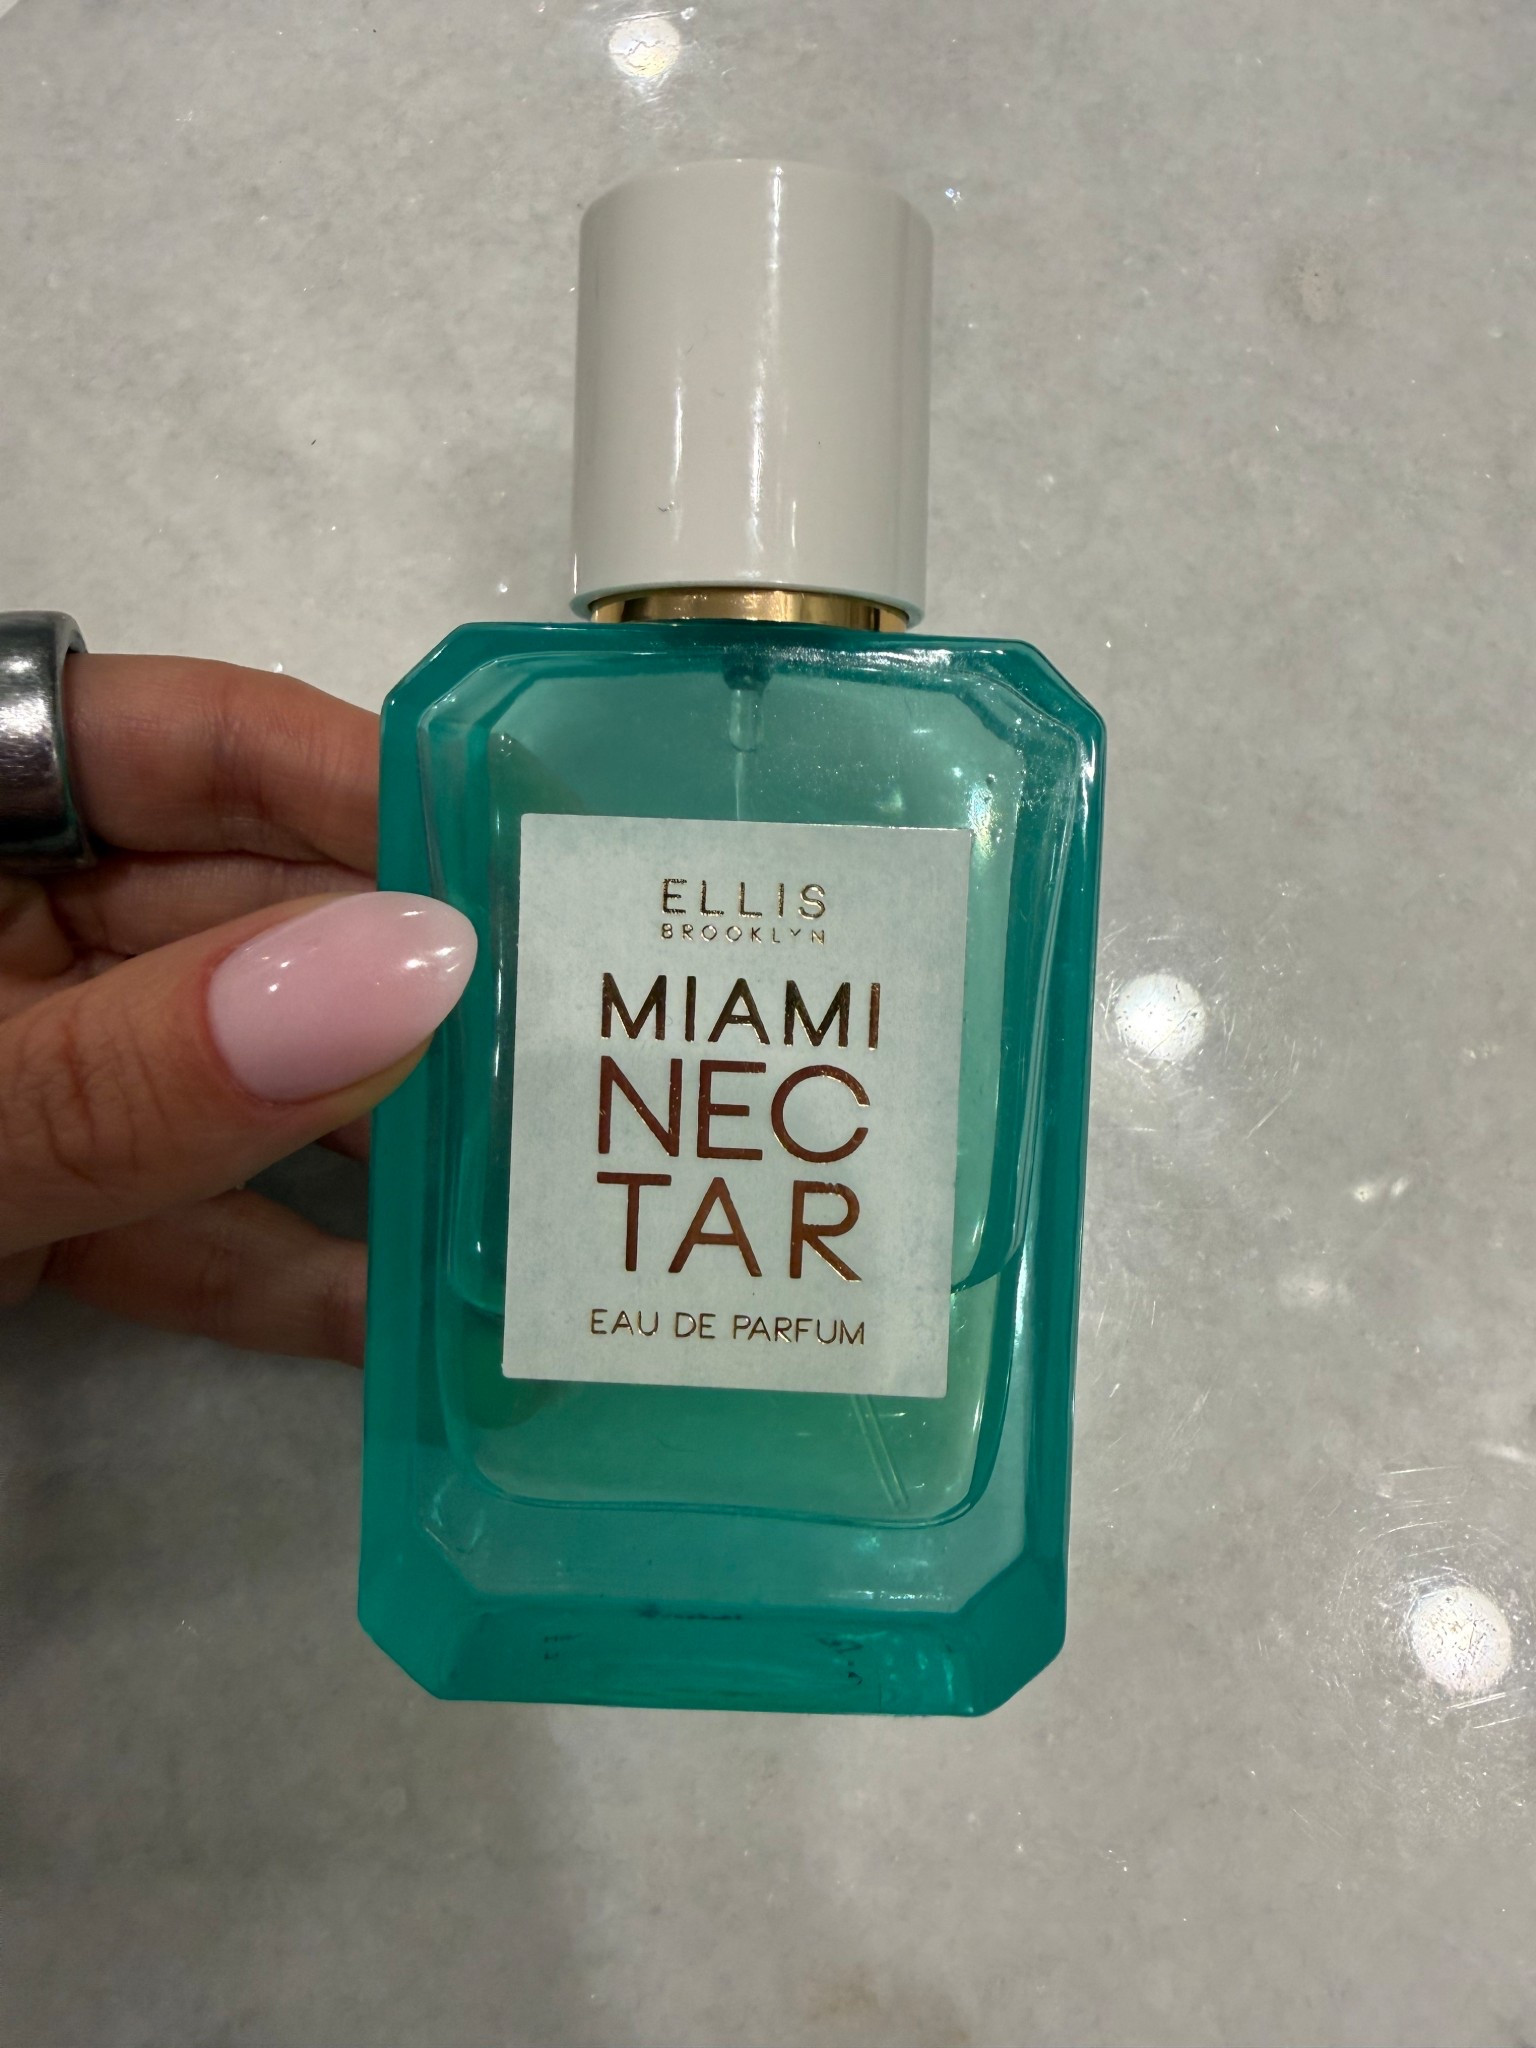 ELLIS
BROOKLYN
MIAMI
NEC
TAR
EAU DE PARFUM